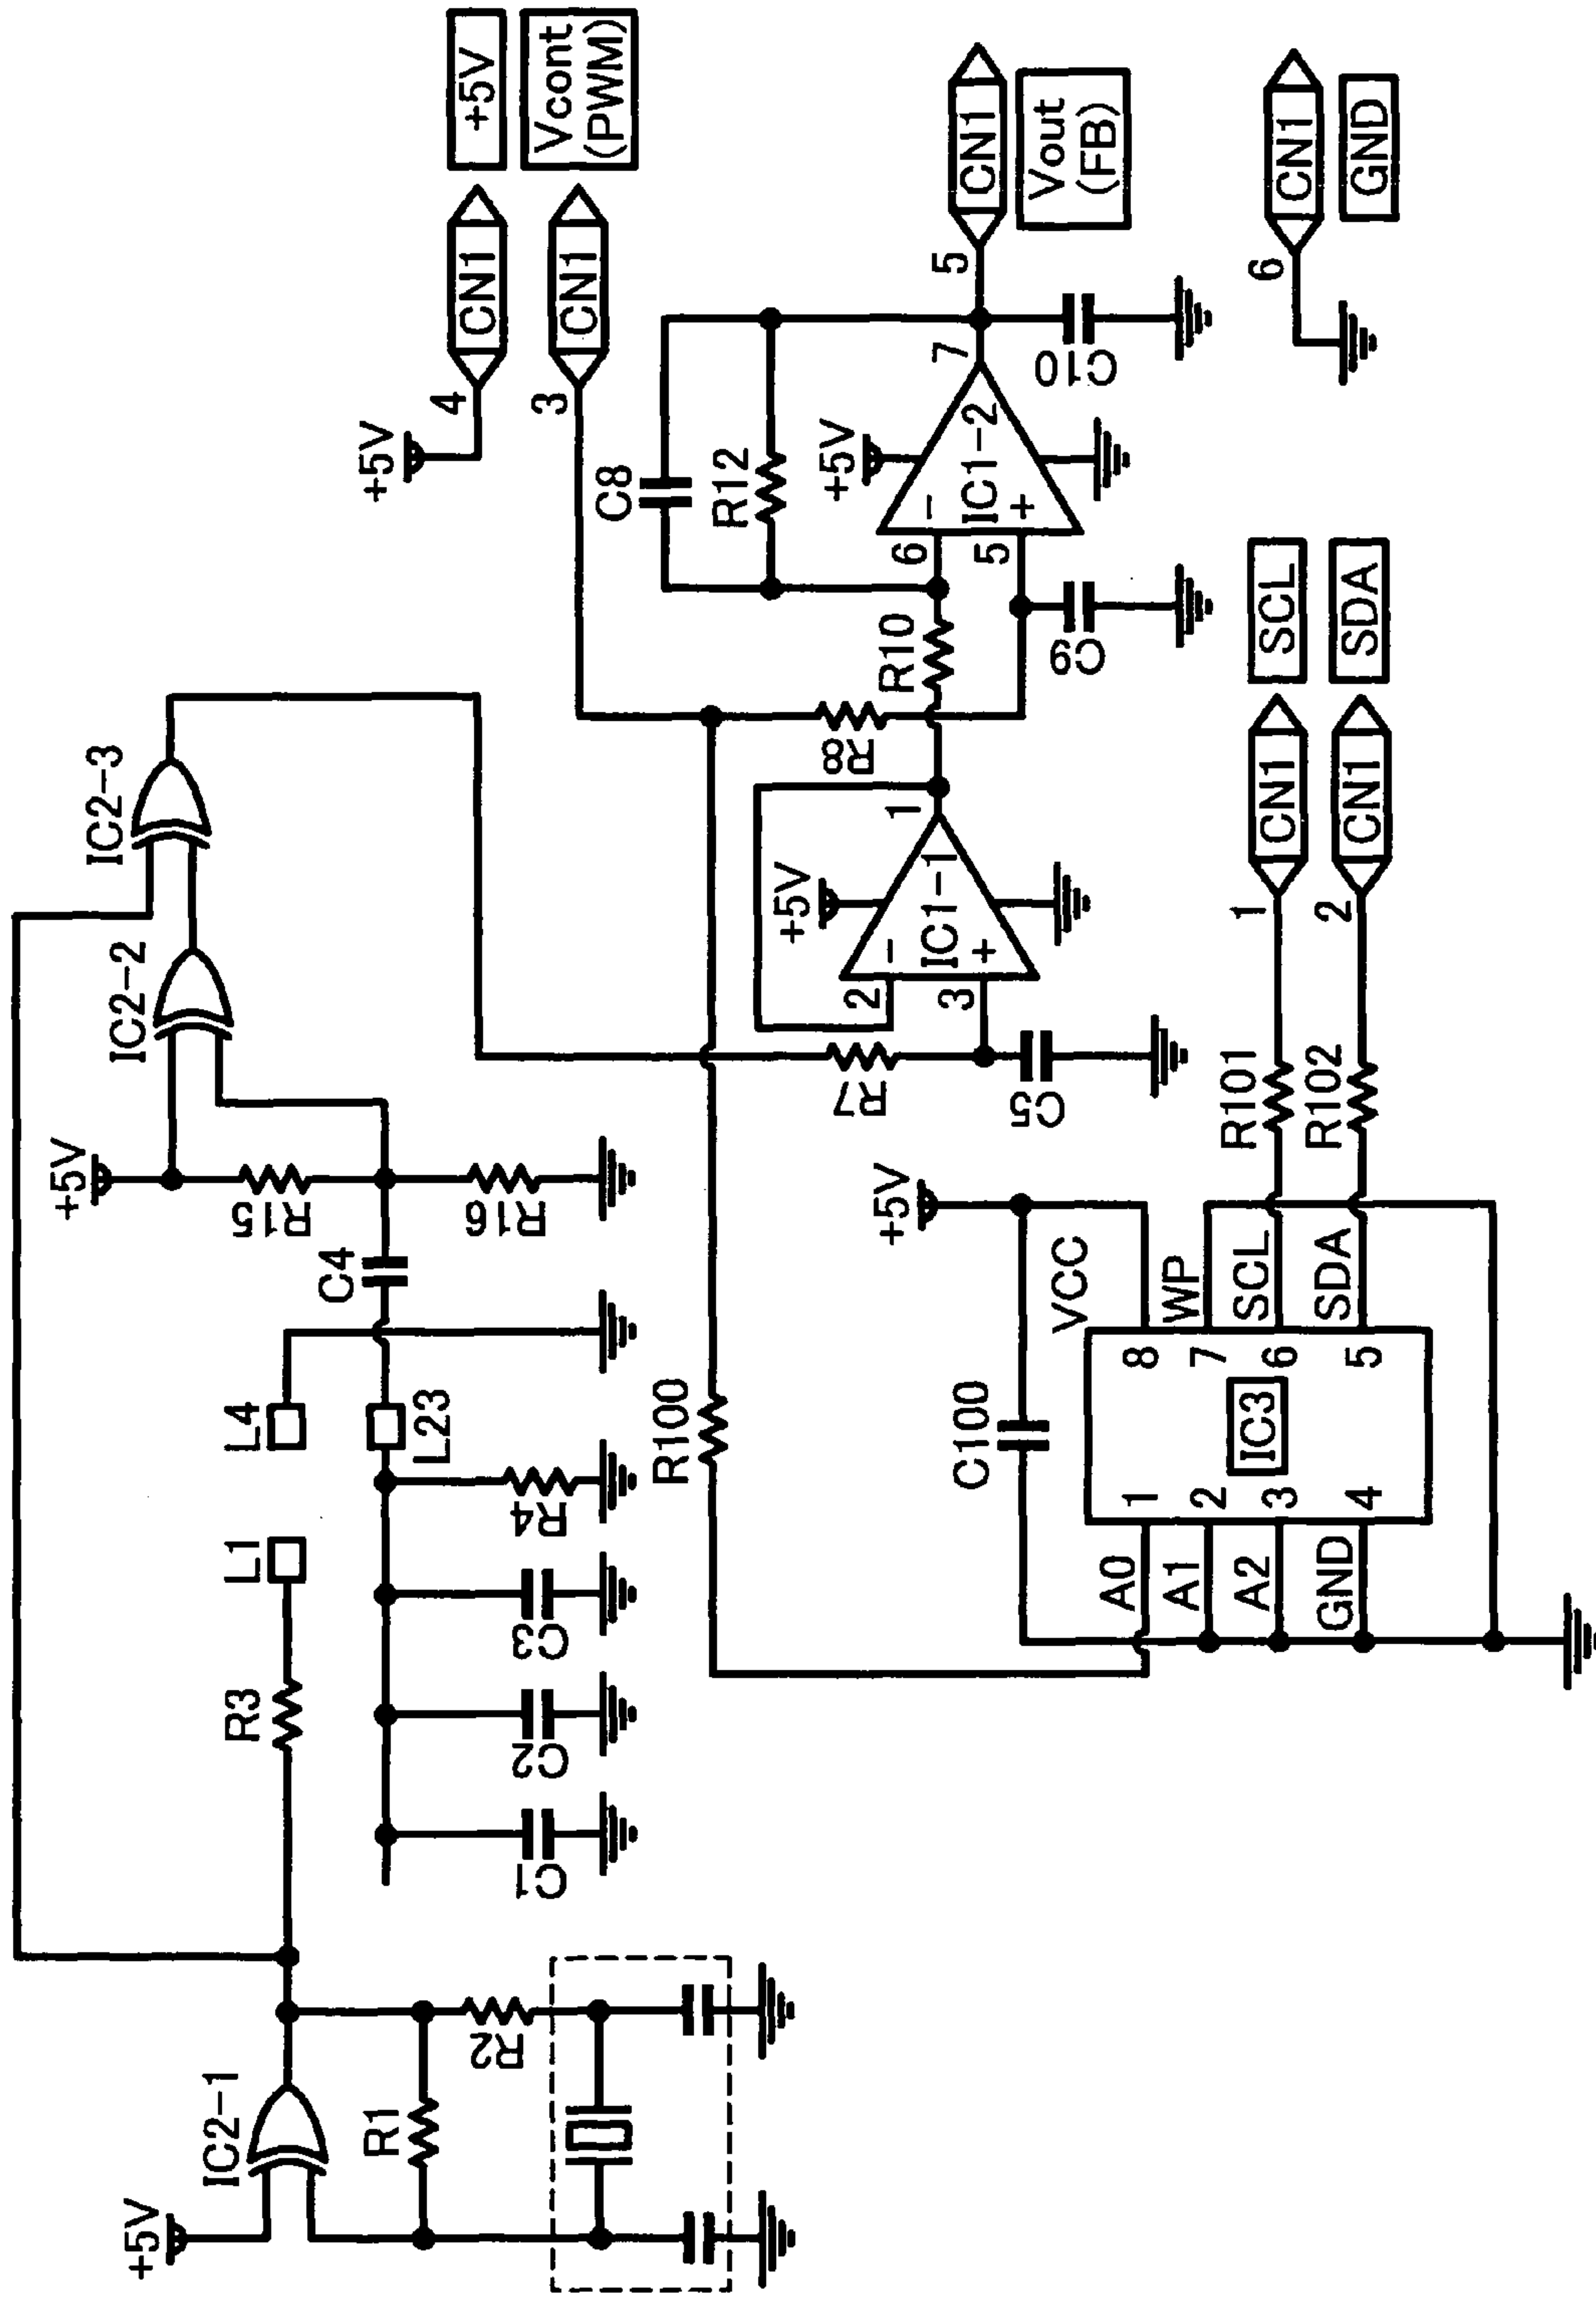 +5V
IC2-1
R1
R2
R3
L1
L4
L23
C1
C2
C3
R4
C4
+5V
R15
R16
IC2-2
IC2-3
+5V
4
CN1
+5V
3
CN1
Vcont
(PWM)
R100
R7
C5
+5V
2
3
-
+
IC1-1
1
R8
R10
C8
R12
C9
+5V
6
5
-
+
IC1-2
7
C10
5
CN1
Vout
(FB)
6
CN1
GND
C100
+5V
VCC
WP
SCL
SDA
A0
A1
A2
GND
1
2
3
4
IC3
8
7
6
5
R101
R102
1
CN1
SCL
2
CN1
SDA